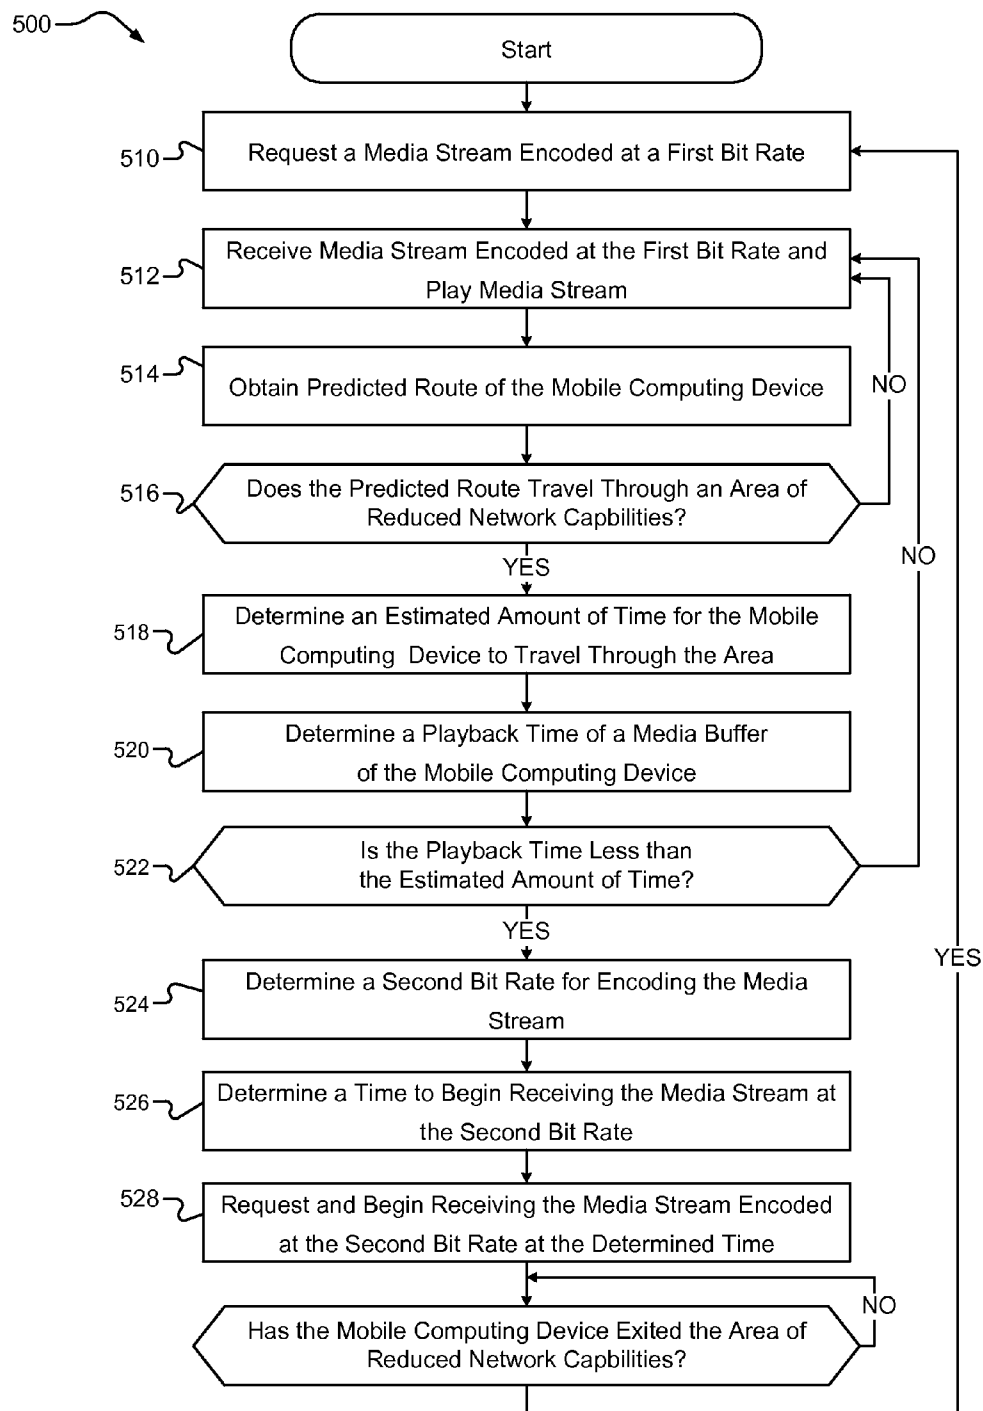 500
Start
510
Request a Media Stream Encoded at a First Bit Rate
512
Receive Media Stream Encoded at the First Bit Rate and
Play Media Stream
514
Obtain Predicted Route of the Mobile Computing Device
NO
516
Does the Predicted Route Travel Through an Area of
Reduced Network Capbilities?
NO
YES
518
Determine an Estimated Amount of Time for the Mobile
Computing Device to Travel Through the Area
520
Determine a Playback Time of a Media Buffer
of the Mobile Computing Device
522
Is the Playback Time Less than
the Estimated Amount of Time?
YES
YES
524
Determine a Second Bit Rate for Encoding the Media
Stream
526
Determine a Time to Begin Receiving the Media Stream at
the Second Bit Rate
528
Request and Begin Receiving the Media Stream Encoded
at the Second Bit Rate at the Determined Time
NO
Has the Mobile Computing Device Exited the Area of
Reduced Network Capbilities?